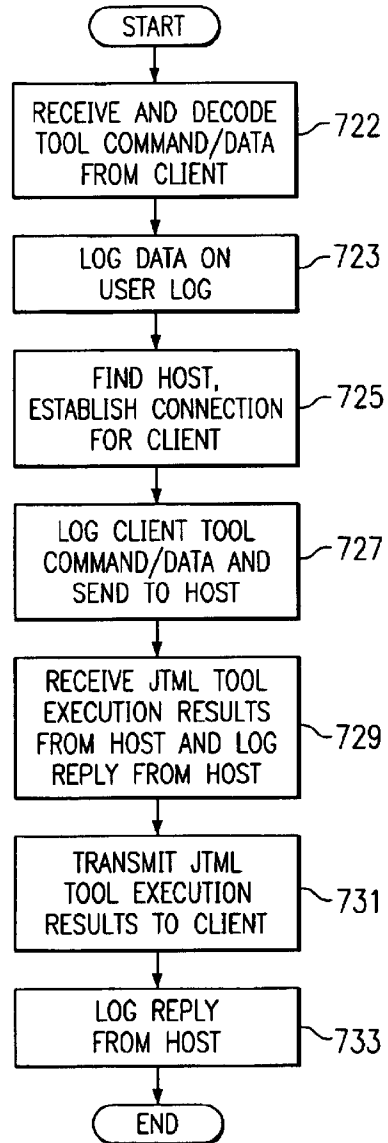 START
RECEIVE AND DECODE
TOOL COMMAND/DATA
FROM CLIENT
722
LOG DATA ON
USER LOG
723
FIND HOST,
ESTABLISH CONNECTION
FOR CLIENT
725
LOG CLIENT TOOL
COMMAND/DATA AND
SEND TO HOST
727
RECEIVE JTML TOOL
EXECUTION RESULTS
FROM HOST AND LOG
REPLY FROM HOST
729
TRANSMIT JTML
TOOL EXECUTION
RESULTS TO CLIENT
731
LOG REPLY
FROM HOST
733
END